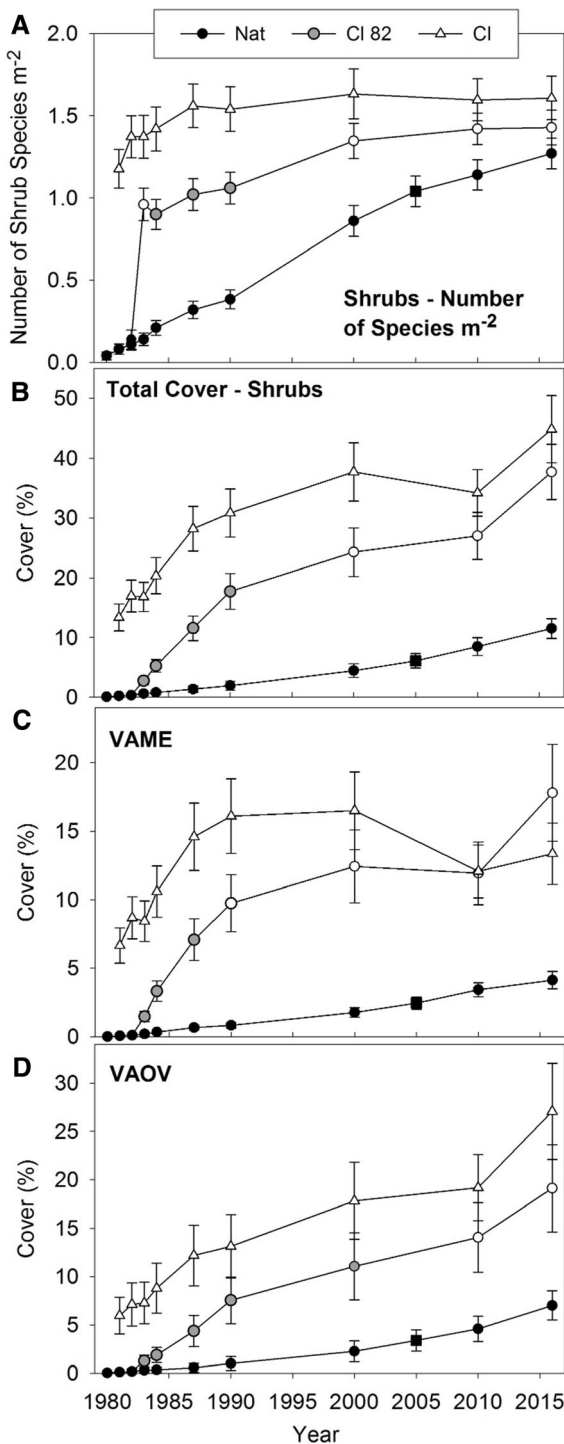 A
Nat
Cl 82
Cl
Number of Shrub Species m-2
2.0
1.5
1.0
0.5
0.0
Shrubs - Number
of Species m-2
B
Total Cover - Shrubs
Cover (%)
50
40
30
20
10
0
C
VAME
Cover (%)
20
15
10
5
0
D
VAOV
Cover (%)
30
25
20
15
10
5
0
1980 1985 1990 1995 2000 2005 2010 2015
Year